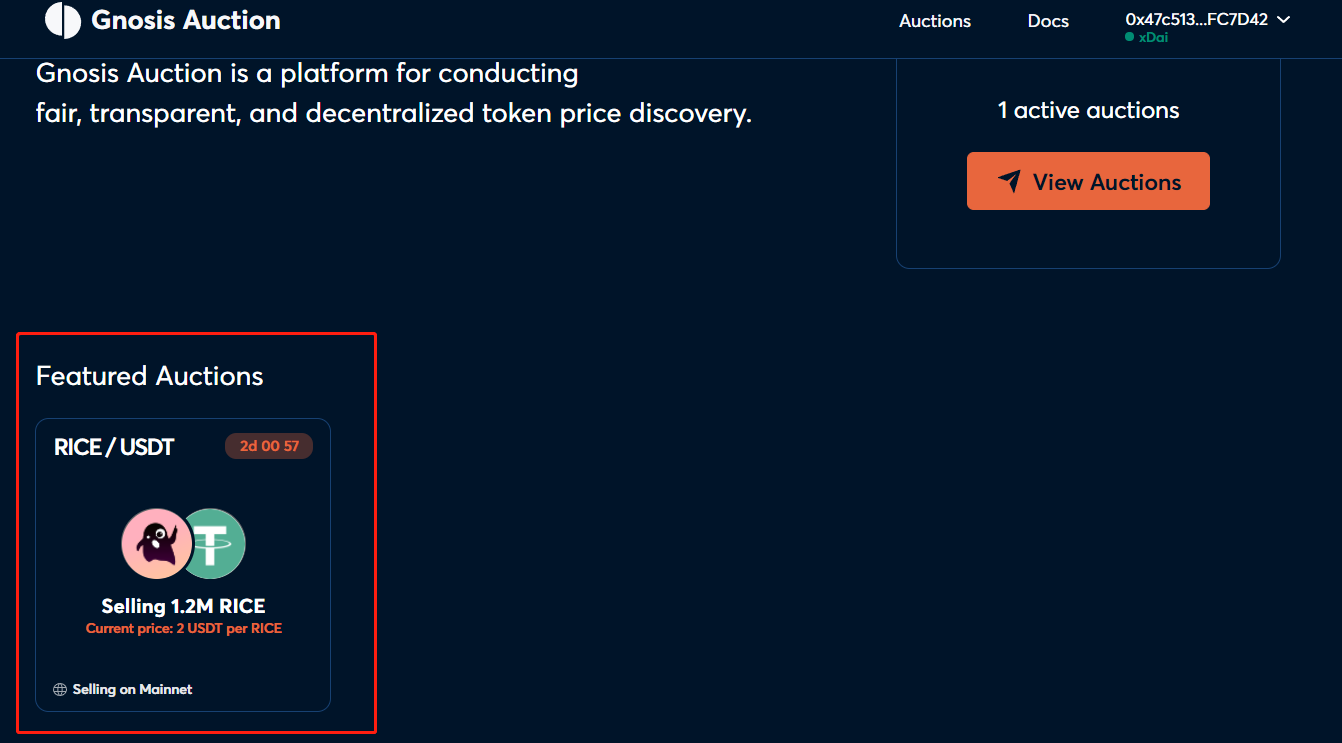 Gnosis Auction
Auctions
Docs
0x47c513...FC7D42
xDai
Gnosis Auction is a platform for conducting
fair, transparent, and decentralized token price discovery.
1 active auctions
View Auctions
Featured Auctions
RICE / USDT
2d 00 57
Selling 1.2M RICE
Current price: 2 USDT per RICE
Selling on Mainnet